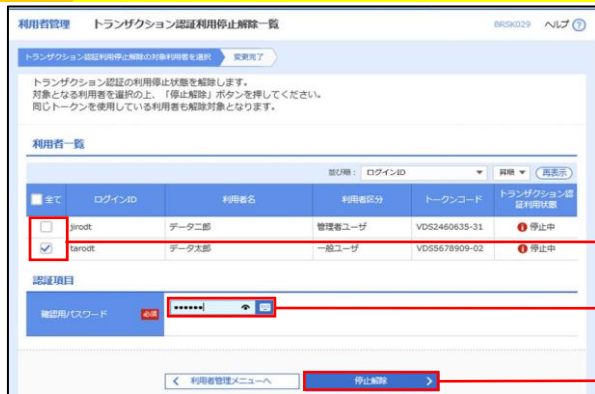 利用者管理 トランザクション認証利用停止解除一覧 BRSK029 ヘルプ ?
トランザクション認証利用停止解除の対象利用者を選択 変更完了
トランザクション認証の利用停止状態を解除します。
対象となる利用者を選択の上、「停止解除」ボタンを押してください。
同じトークンを使用している利用者も解除対象となります。
利用者一覧
並び順： ログインID 昇順 再表示
全て ログインID 利用者名 利用者区分 トークンコード トランザクション認証利用状態
jirodt データ二郎 管理者ユーザ VDS2460635-31 停止中
tarodt データ太郎 一般ユーザ VDS5678909-02 停止中
認証項目
確認用パスワード 必須 ••••••
利用者管理メニューへ 停止解除